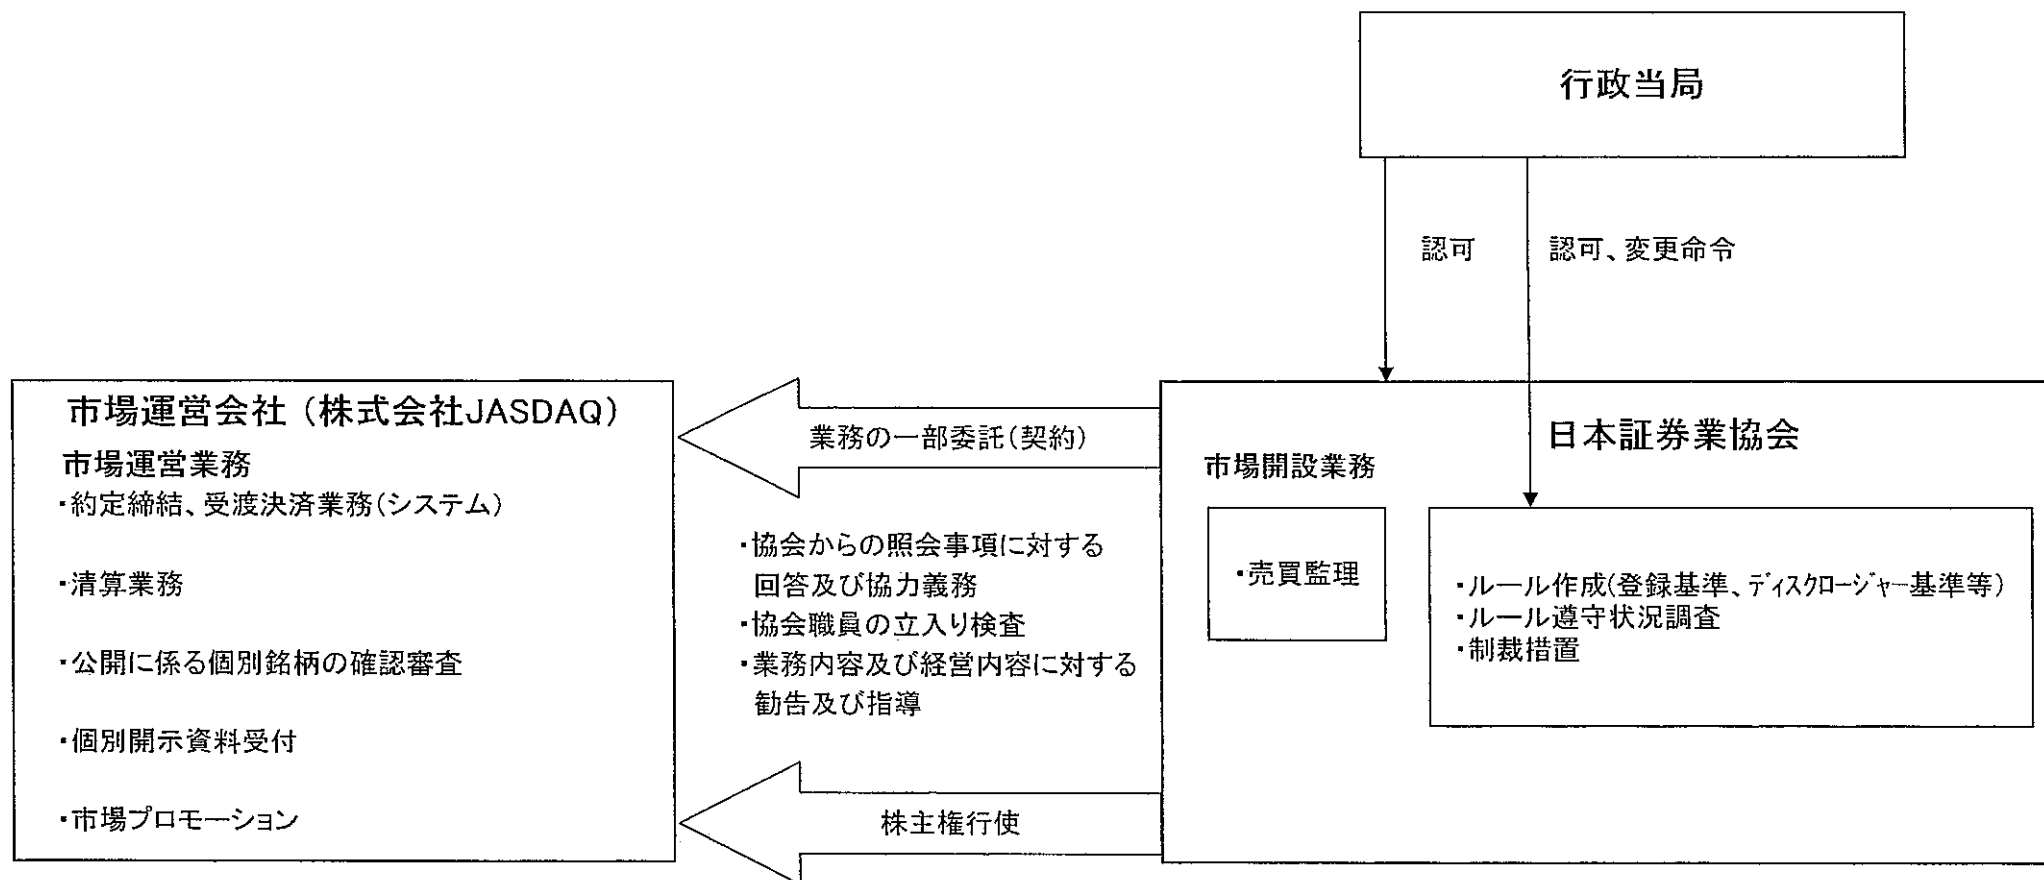 行政当局
認可
認可、変更命令
市場運営会社（株式会社JASDAQ）
市場運営業務
・約定締結、受渡決済業務（システム）
・清算業務
・公開に係る個別銘柄の確認審査
・個別開示資料受付
・市場プロモーション
業務の一部委託（契約）
・協会からの照会事項に対する
回答及び協力義務
・協会職員の立入り検査
・業務内容及び経営内容に対する
勧告及び指導
株主権行使
日本証券業協会
市場開設業務
・売買監理
・ルール作成(登録基準、ディスクロージャー基準等)
・ルール遵守状況調査
・制裁措置